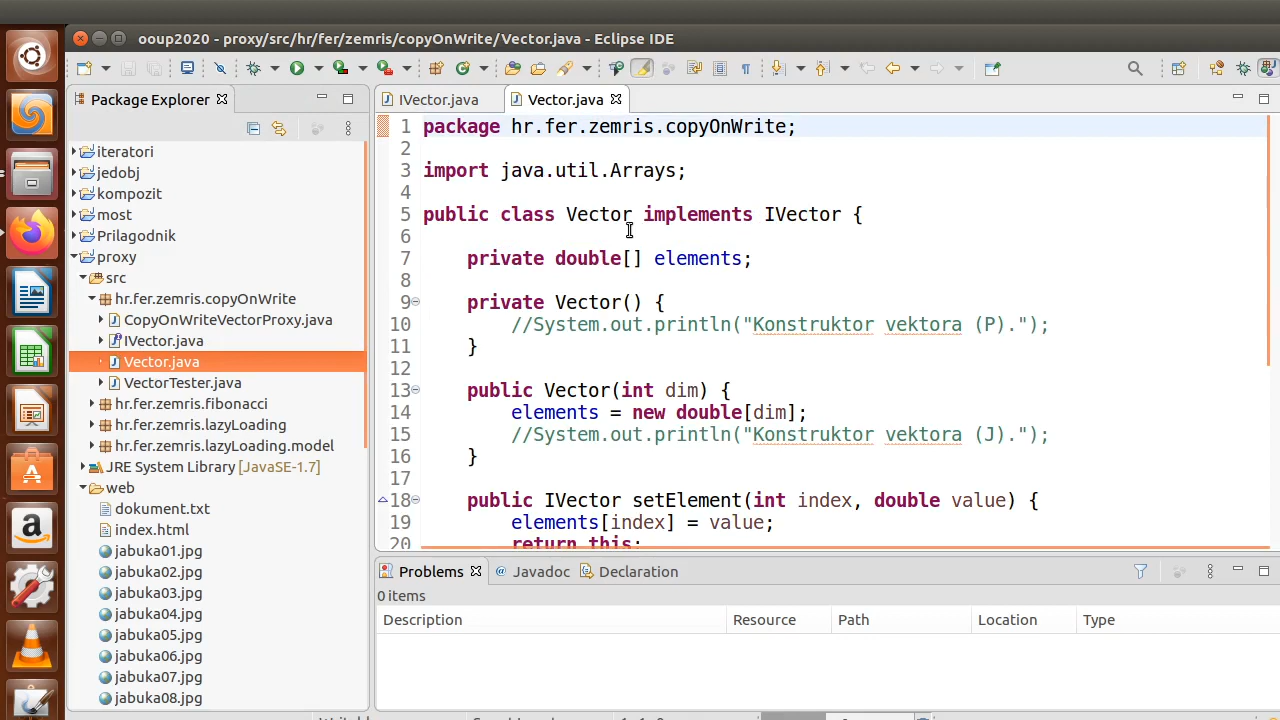 ooup2020 - proxy/src/hr/fer/zemris/copyOnWrite/Vector.java - Eclipse IDE
Package Explorer
iteratori
jedobj
kompozit
most
Prilagodnik
proxy
src
hr.fer.zemris.copyOnWrite
CopyOnWriteVectorProxy.java
IVector.java
Vector.java
VectorTester.java
hr.fer.zemris.fibonacci
hr.fer.zemris.lazyLoading
hr.fer.zemris.lazyLoading.model
JRE System Library [JavaSE-1.7]
web
dokument.txt
index.html
jabuka01.jpg
jabuka02.jpg
jabuka03.jpg
jabuka04.jpg
jabuka05.jpg
jabuka06.jpg
jabuka07.jpg
jabuka08.jpg
IVector.java
Vector.java
1 package hr.fer.zemris.copyOnWrite;
2
3 import java.util.Arrays;
4
5 public class Vector implements IVector {
6
7 private double[] elements;
8
9 private Vector() {
10 //System.out.println("Konstruktor vektora (P).");
11 }
12
13 public Vector(int dim) {
14 elements = new double[dim];
15 //System.out.println("Konstruktor vektora (J).");
16 }
17
18 public IVector setElement(int index, double value) {
19 elements[index] = value;
20 return this;
Problems
Javadoc
Declaration
0 items
Description Resource Path Location Type